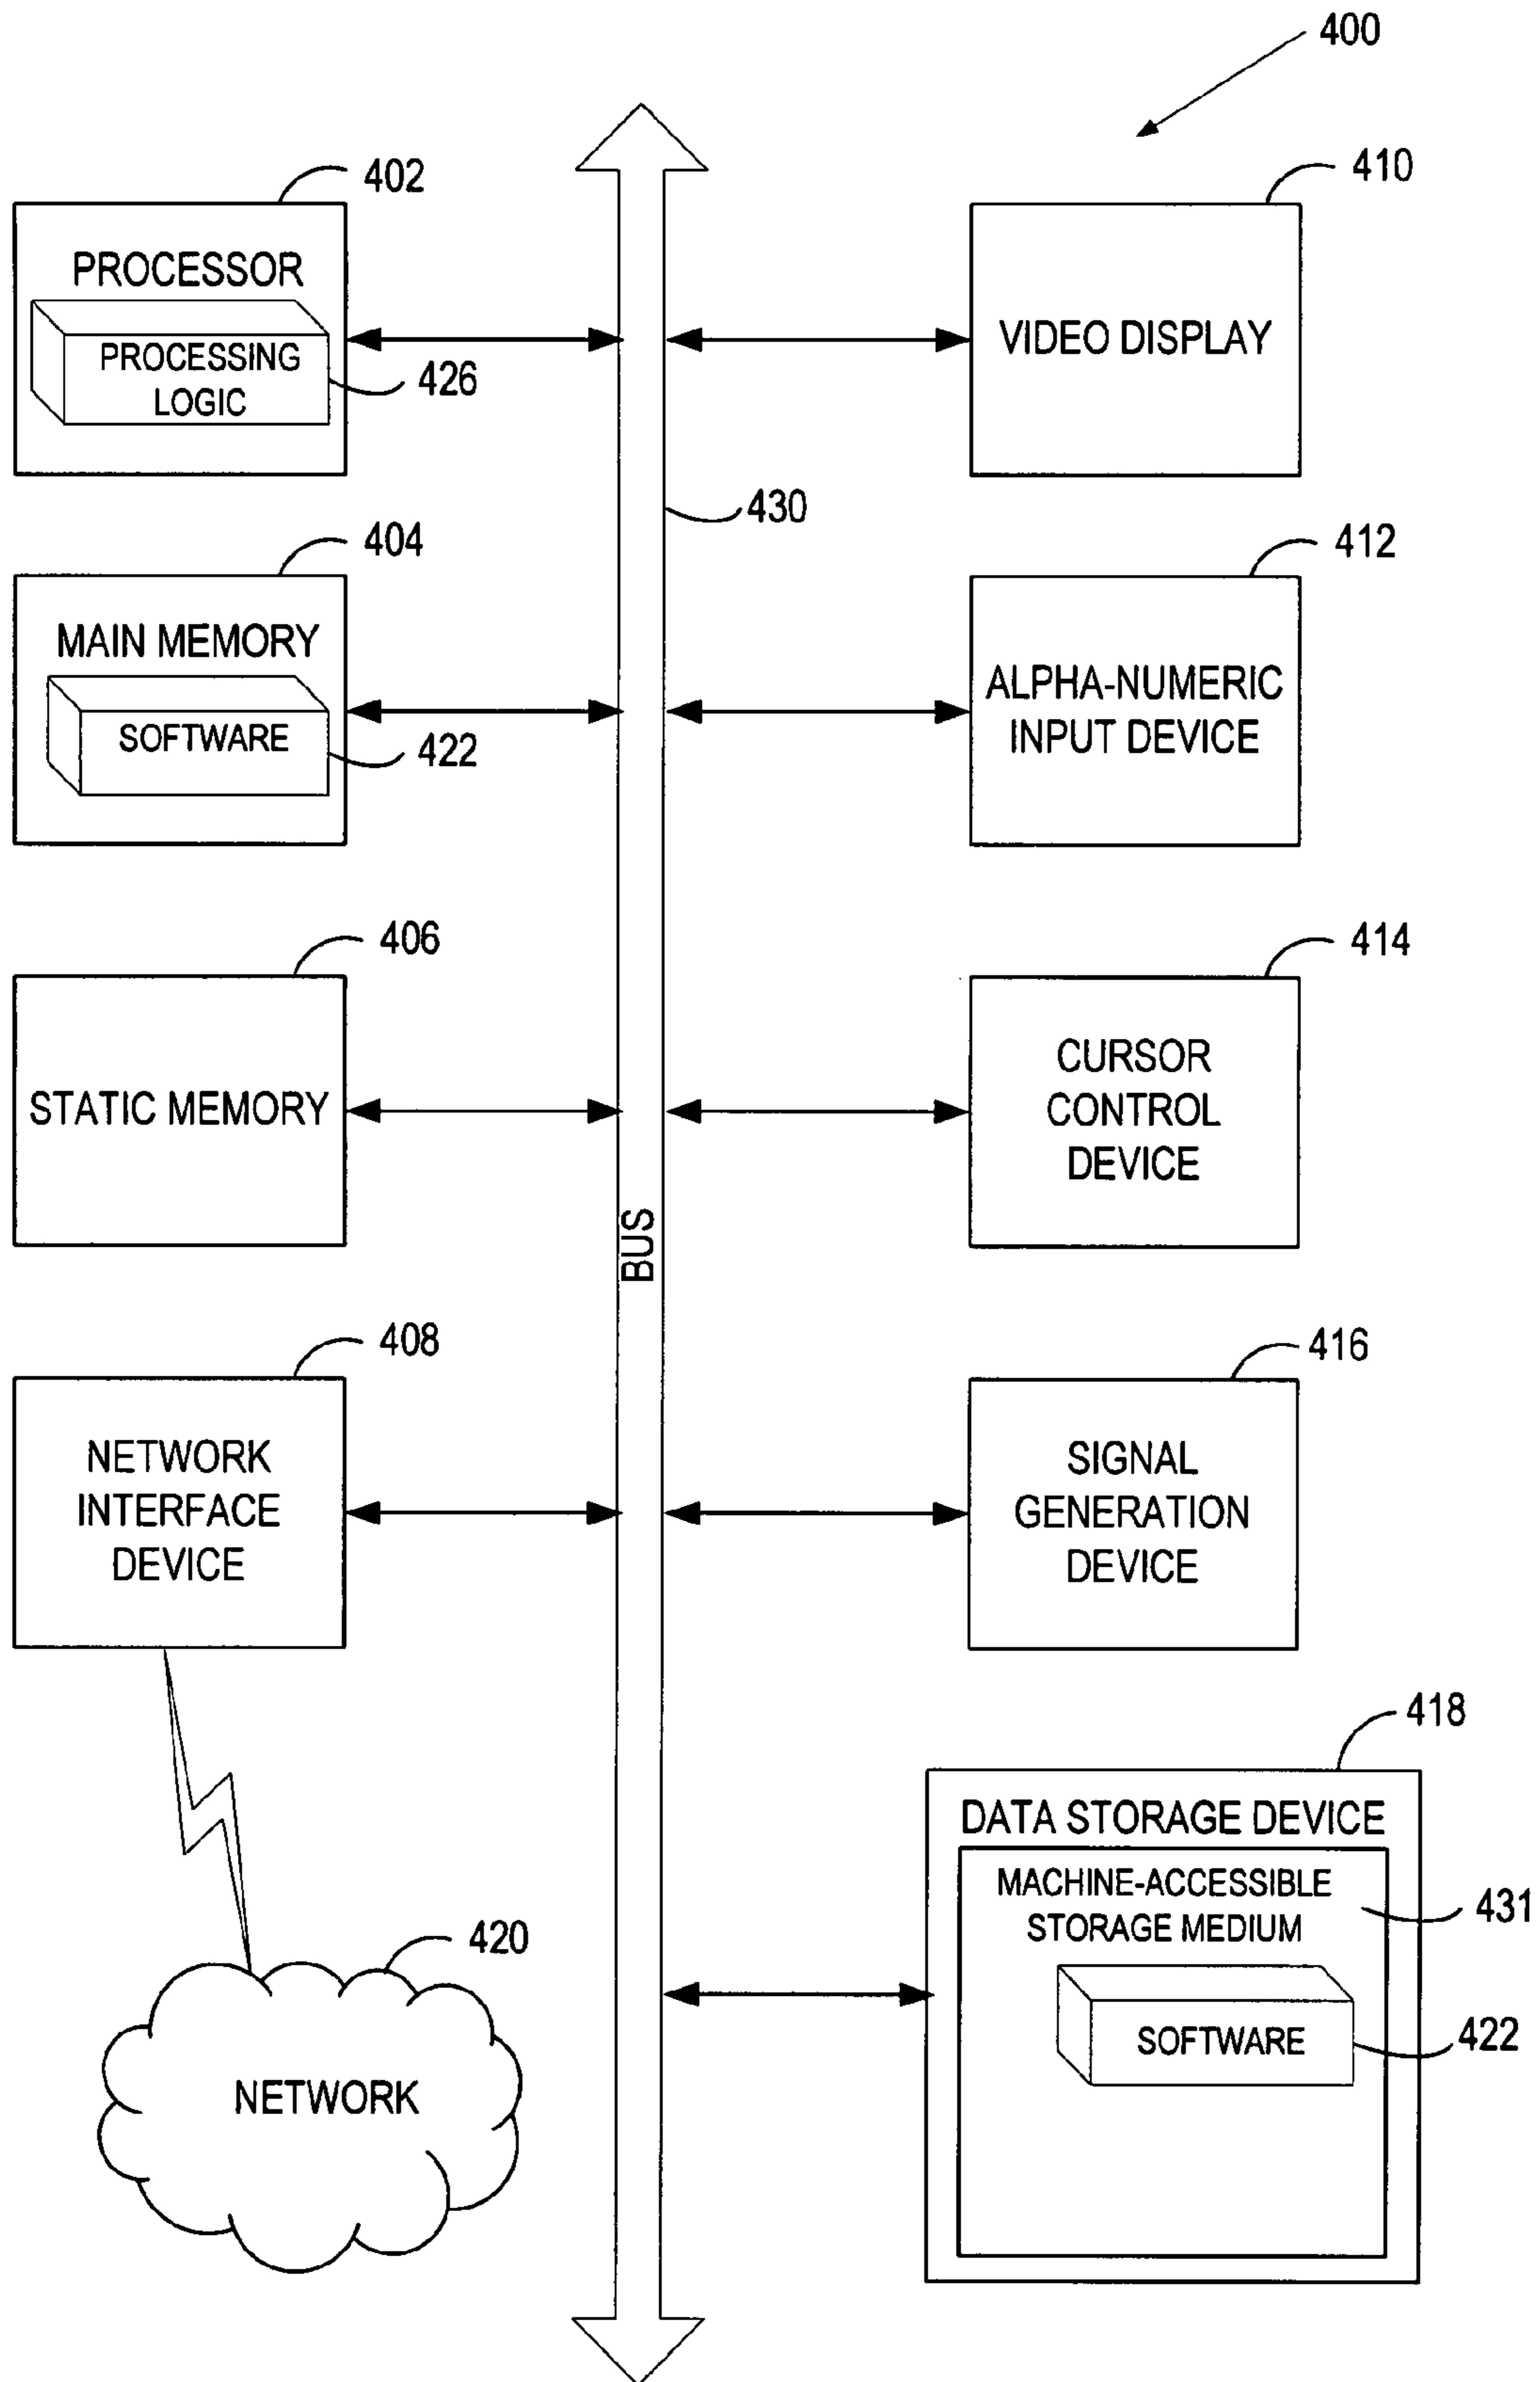 400
402
PROCESSOR
PROCESSING
LOGIC
426
410
VIDEO DISPLAY
430
404
MAIN MEMORY
SOFTWARE
422
412
ALPHA-NUMERIC
INPUT DEVICE
406
STATIC MEMORY
414
CURSOR
CONTROL
DEVICE
BUS
408
NETWORK
INTERFACE
DEVICE
416
SIGNAL
GENERATION
DEVICE
418
DATA STORAGE DEVICE
MACHINE-ACCESSIBLE
STORAGE MEDIUM
431
SOFTWARE
422
420
NETWORK